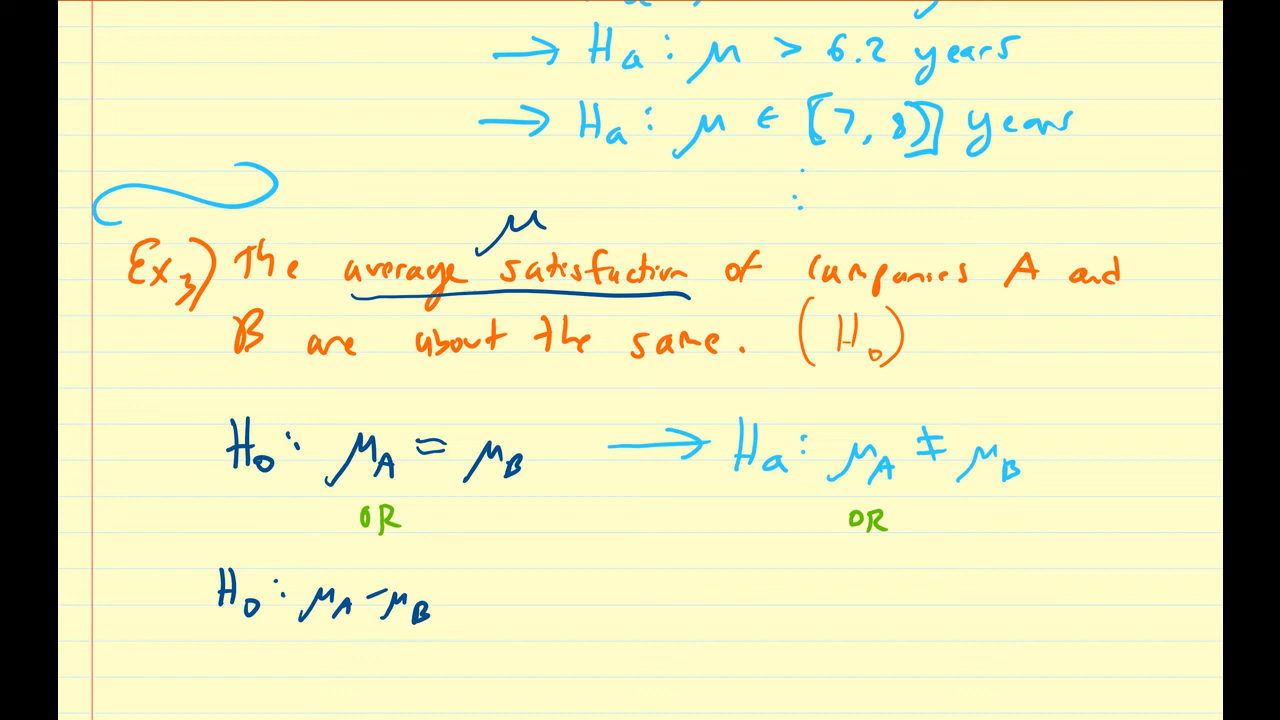 → Ha: μ > 6.2 years
→ Ha: μ ∈ [7, 8] years
⋮
μ
Ex3) The average satisfaction of companies A and
B are about the same. (H₀)
H₀: μA = μB → Ha: μA ≠ μB
OR OR
H₀: μA - μB